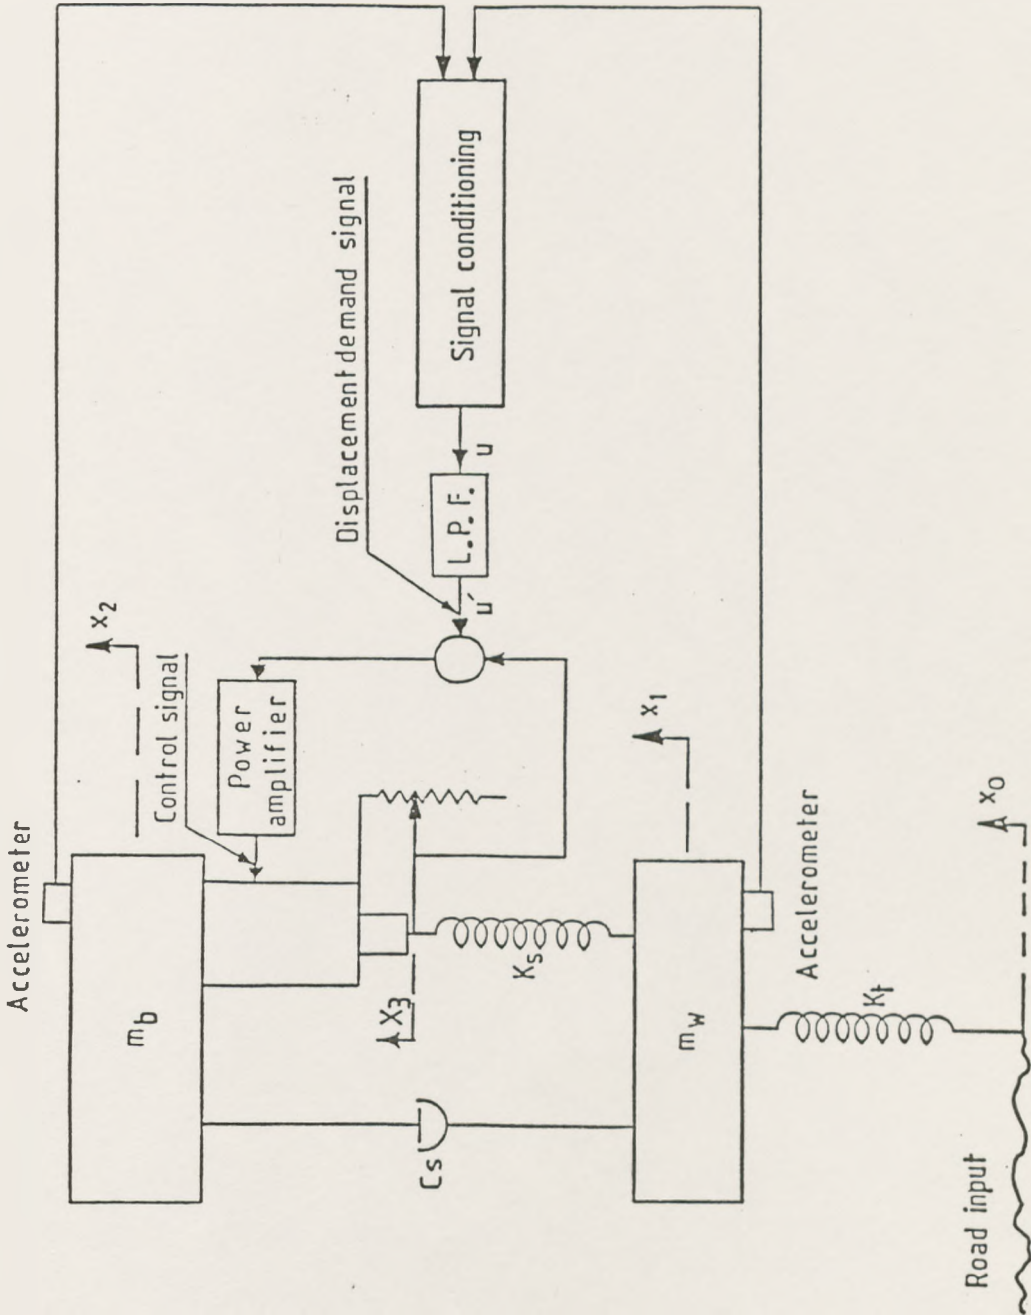 Accelerometer
x2
Control signal
Power
amplifier
Displacement demand signal
Signal conditioning
u
L.P.F.
u′
mb
X3
Cs
Ks
x1
mw
Accelerometer
Kt
x0
Road input